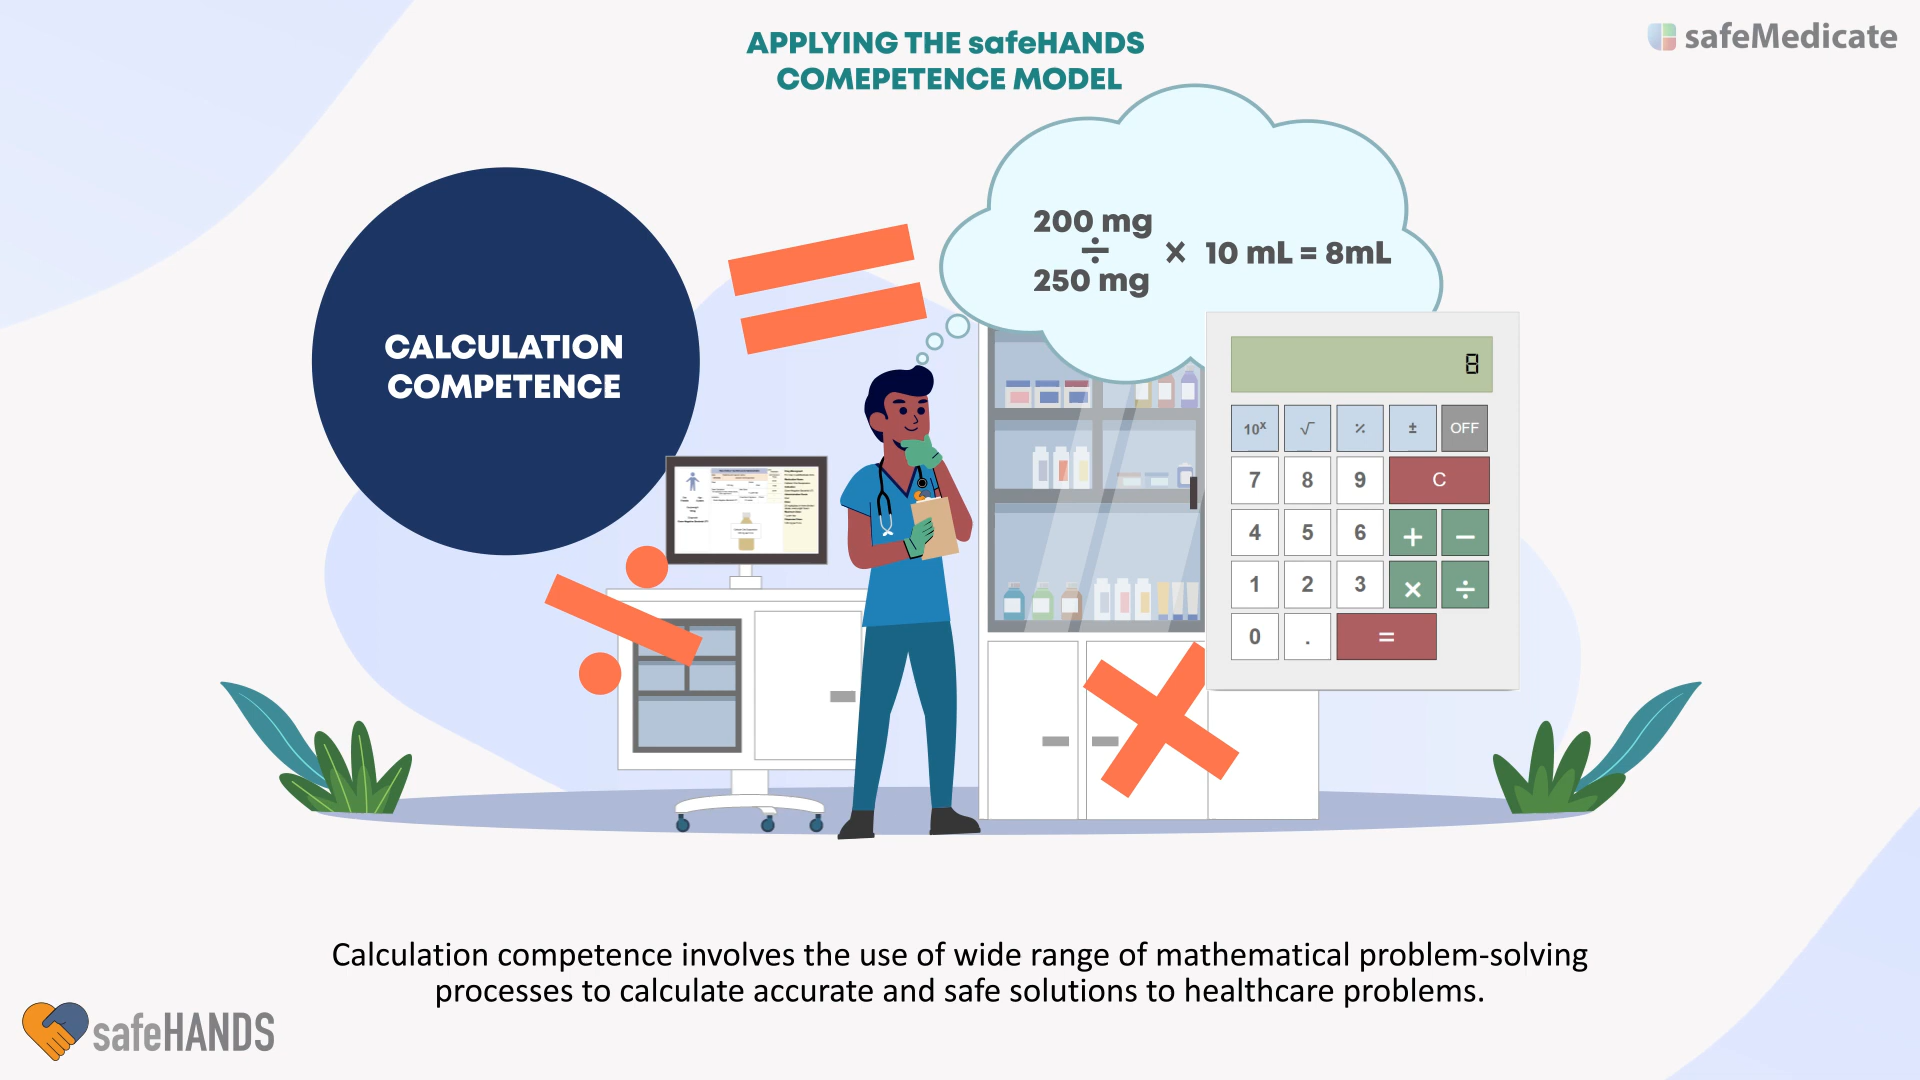 APPLYING THE safeHANDS
COMEPETENCE MODEL
safeMedicate
CALCULATION
COMPETENCE
200 mg
÷
250 mg
× 10 mL = 8mL
8
10x √ % ± OFF
7 8 9 C
4 5 6 + −
1 2 3 × ÷
0 . =
Calculation competence involves the use of wide range of mathematical problem-solving
processes to calculate accurate and safe solutions to healthcare problems.
safeHANDS